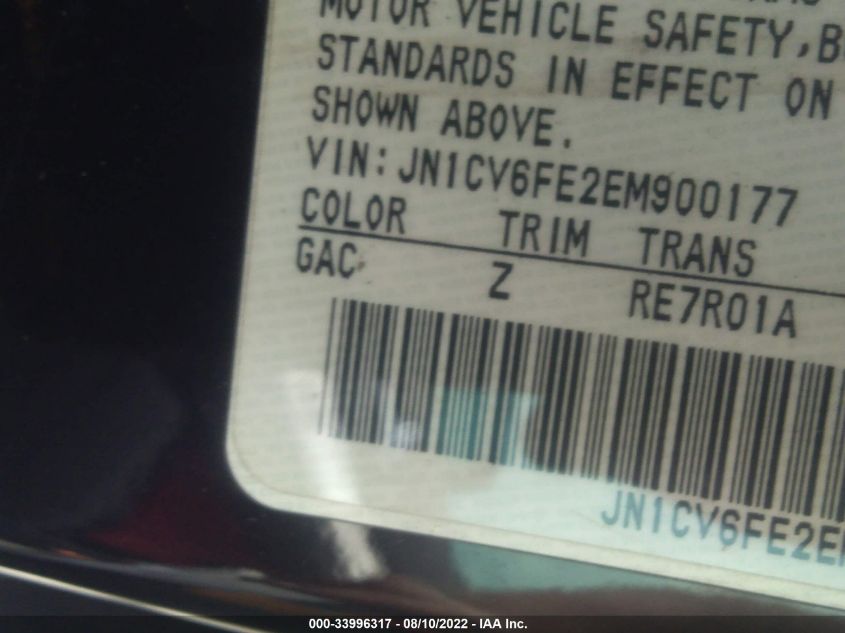 MOTOR VEHICLE SAFETY,B
STANDARDS IN EFFECT ON
SHOWN ABOVE.
VIN:JN1CV6FE2EM900177
COLOR TRIM TRANS
GAC Z RE7R01A
JN1CV6FE2E
000-33996317 - 08/10/2022 - IAA Inc.